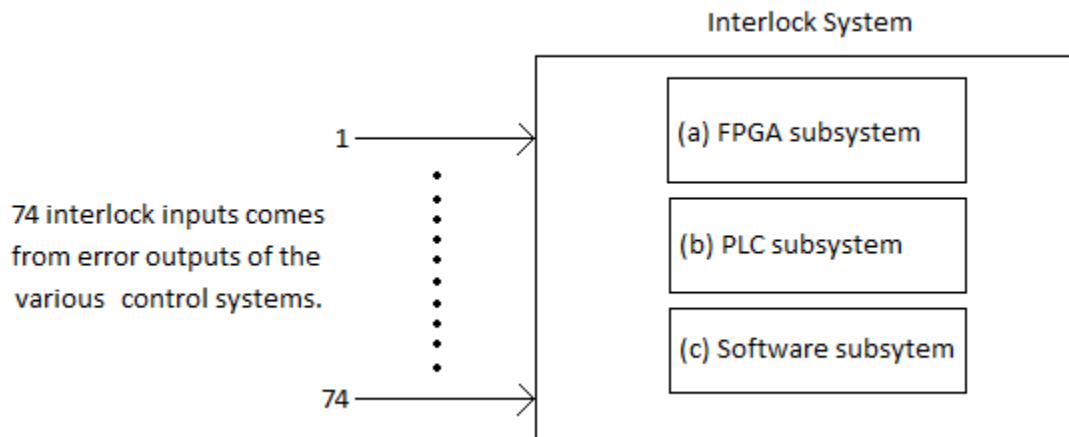 Interlock System
(a) FPGA subsystem
1
74 interlock inputs comes
from error outputs of the
various control systems.
(b) PLC subsystem
(c) Software subsytem
74